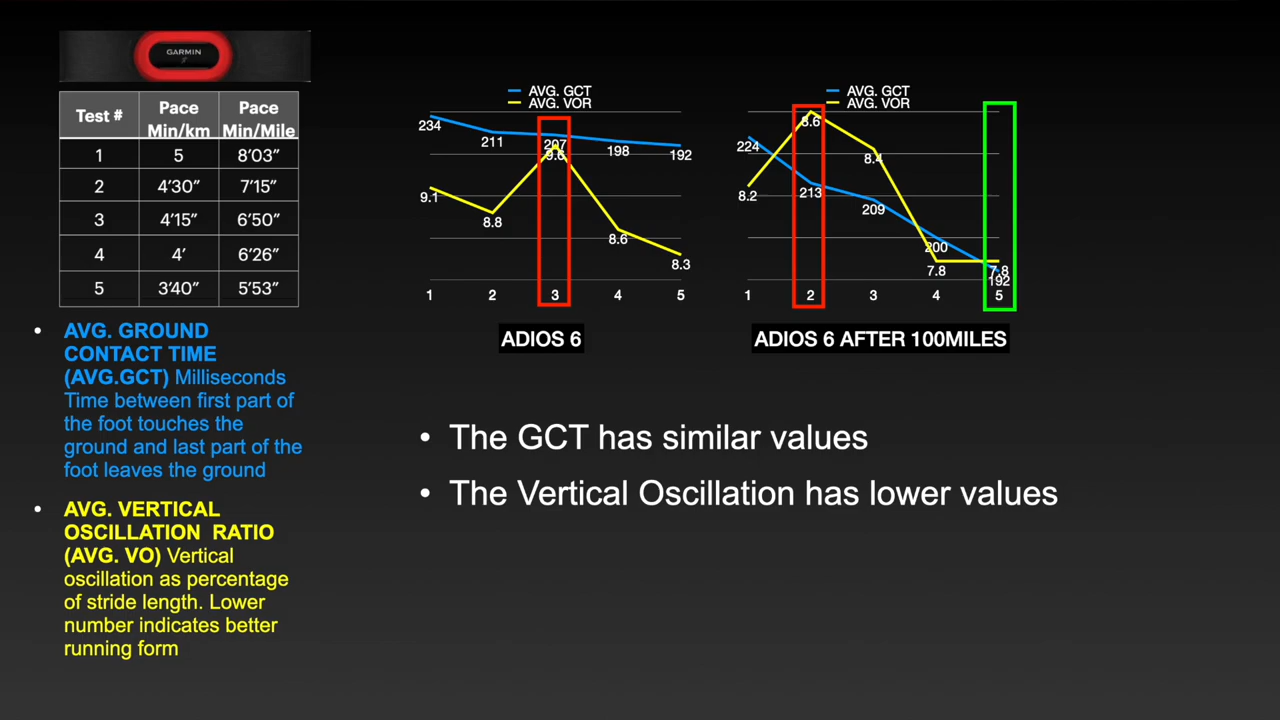 GARMIN
Test #
Pace Min/km
Pace Min/Mile
1
5
8’03”
2
4’30”
7’15”
3
4’15”
6’50”
4
4’
6’26”
5
3’40”
5’53”
• AVG. GROUND
CONTACT TIME
(AVG.GCT) Milliseconds
Time between first part of
the foot touches the
ground and last part of the
foot leaves the ground
• AVG. VERTICAL
OSCILLATION RATIO
(AVG. VO) Vertical
oscillation as percentage
of stride length. Lower
number indicates better
running form
AVG. GCT
AVG. VOR
234
211
207
198
192
9.1
8.8
9.6
8.6
8.3
1 2 3 4 5
ADIOS 6
AVG. GCT
AVG. VOR
224
213
209
200
192
8.2
8.6
8.4
7.8
7.8
1 2 3 4 5
ADIOS 6 AFTER 100MILES
• The GCT has similar values
• The Vertical Oscillation has lower values